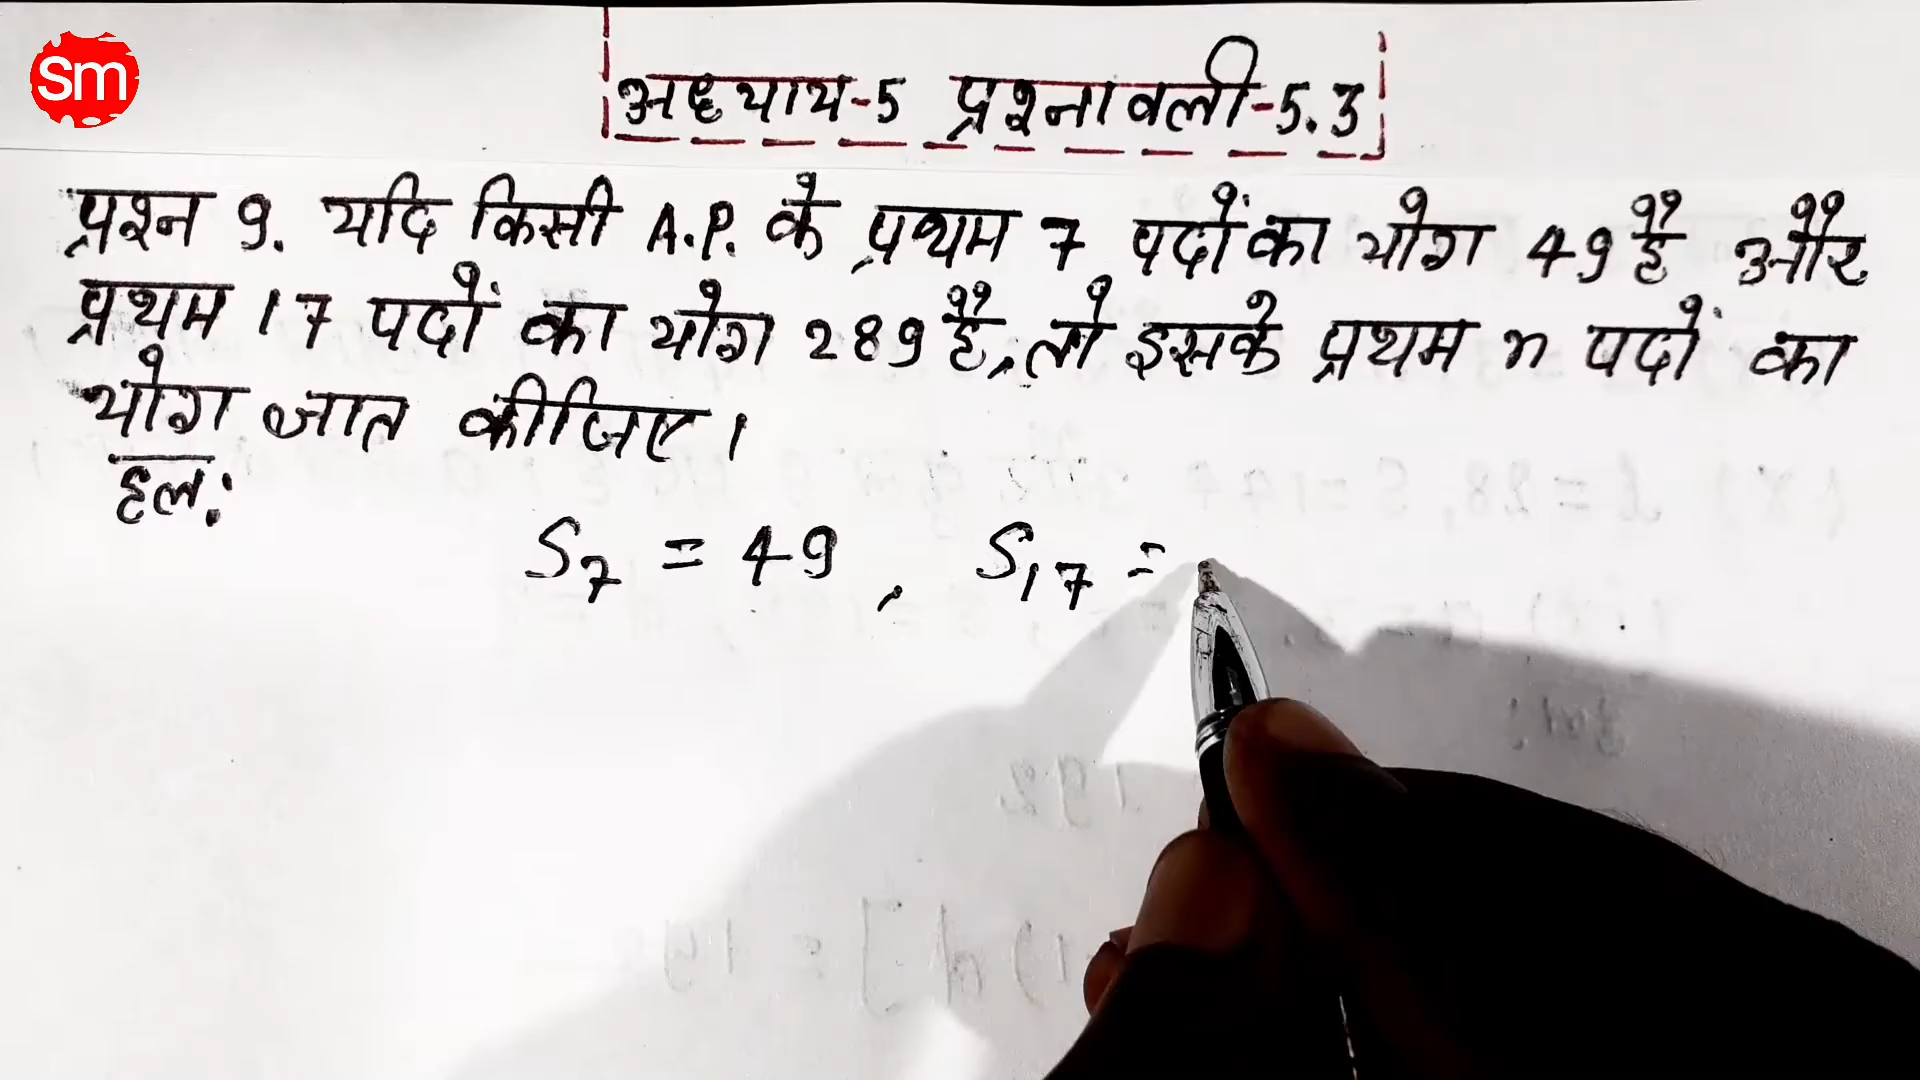 Sm
अध्याय-5 प्रश्नावली-5.3
प्रश्न 9. यदि किसी A.P. के प्रथम 7 पदों का योग 49 है और
प्रथम 17 पदों का योग 289 है, तो इसके प्रथम n पदों का
योग ज्ञात कीजिए।
हल:
S₇ = 49, S₁₇ =